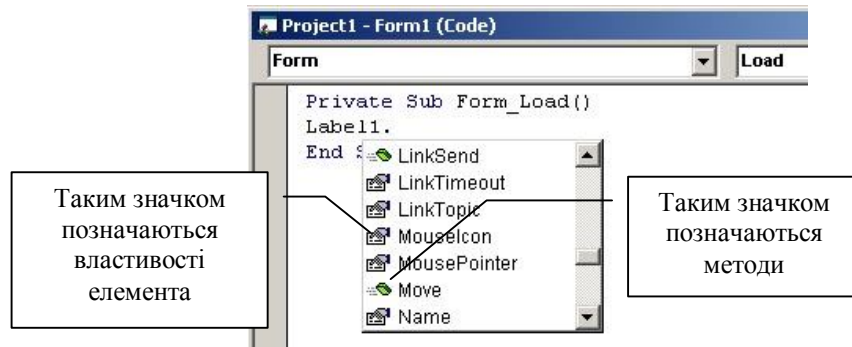 Project1 - Form1 (Code)
Form
Load
Private Sub Form_Load()
Label1.
End S
LinkSend
LinkTimeout
LinkTopic
MouseIcon
MousePointer
Move
Name
Таким значком
позначаються
властивості
елемента
Таким значком
позначаються
методи